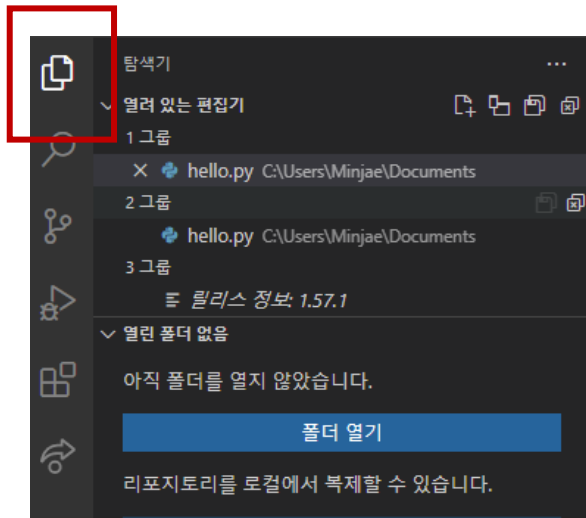 탐색기
열려 있는 편집기
1 그룹
hello.py C:\Users\Minjae\Documents
2 그룹
hello.py C:\Users\Minjae\Documents
3 그룹
릴리스 정보: 1.57.1
열린 폴더 없음
아직 폴더를 열지 않았습니다.
폴더 열기
리포지토리를 로컬에서 복제할 수 있습니다.